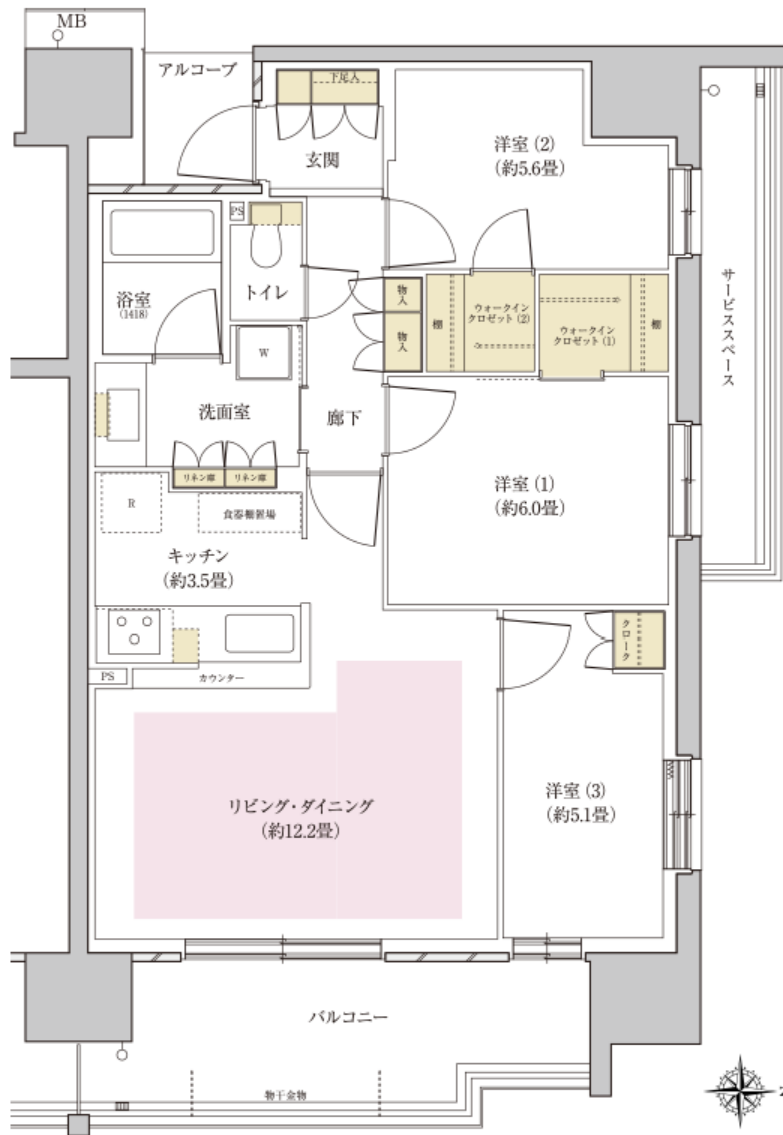 MB
アルコーブ
下足入
玄関
洋室 (2)
(約5.6畳)
PS
トイレ
浴室
(1418)
物入
物入
棚
ウォークイン
クロゼット (2)
ウォークイン
クロゼット (1)
棚
サービススペース
W
洗面室
廊下
リネン庫
リネン庫
洋室 (1)
(約6.0畳)
R
食器棚置場
キッチン
(約3.5畳)
クローク
PS
カウンター
リビング・ダイニング
(約12.2畳)
洋室 (3)
(約5.1畳)
バルコニー
物干金物